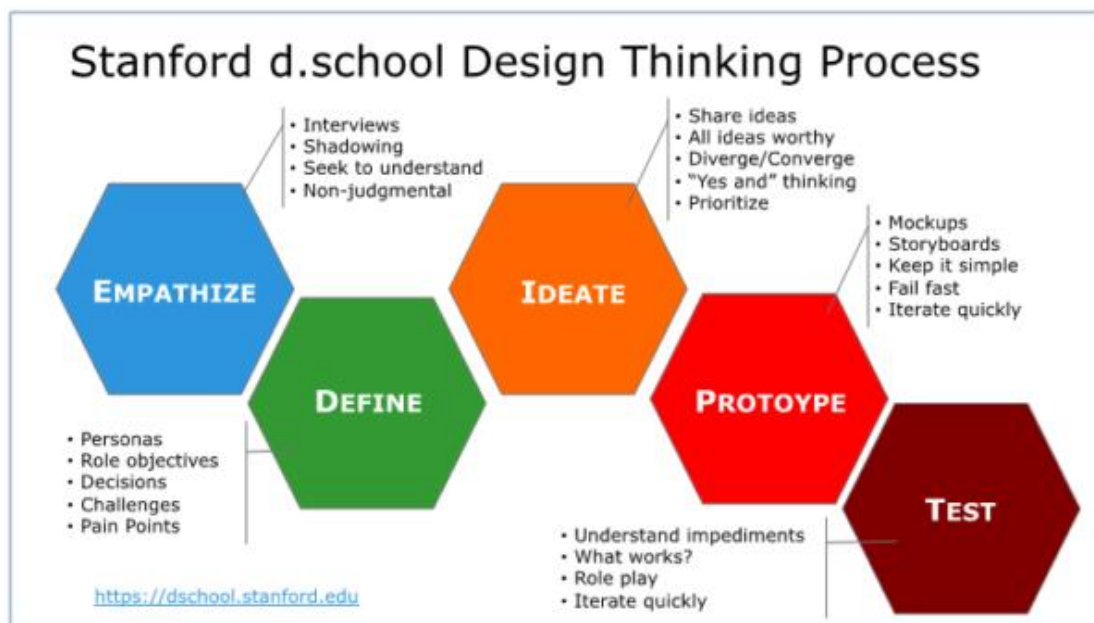 Stanford d.school Design Thinking Process
• Interviews
• Shadowing
• Seek to understand
• Non-judgmental
EMPATHIZE
• Personas
• Role objectives
• Decisions
• Challenges
• Pain Points
DEFINE
• Share ideas
• All ideas worthy
• Diverge/Converge
• “Yes and” thinking
• Prioritize
IDEATE
• Mockups
• Storyboards
• Keep it simple
• Fail fast
• Iterate quickly
PROTOYPE
• Understand impediments
• What works?
• Role play
• Iterate quickly
TEST
https://dschool.stanford.edu